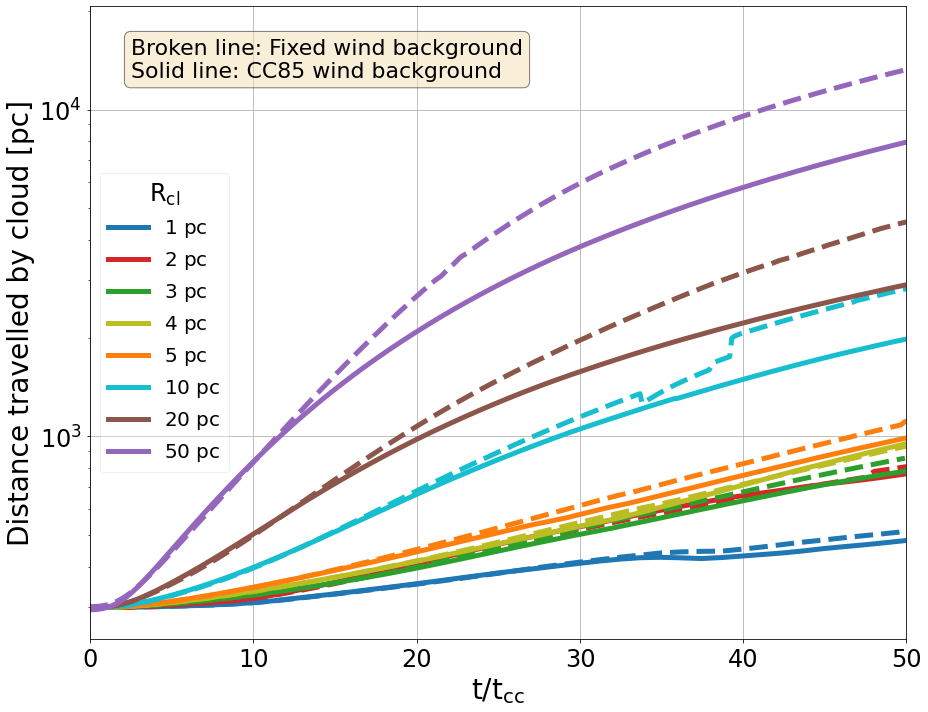 Broken line: Fixed wind background
Solid line: CC85 wind background
Distance travelled by cloud [pc]
10^4
10^3
R_cl
1 pc
2 pc
3 pc
4 pc
5 pc
10 pc
20 pc
50 pc
0 10 20 30 40 50
t/t_cc